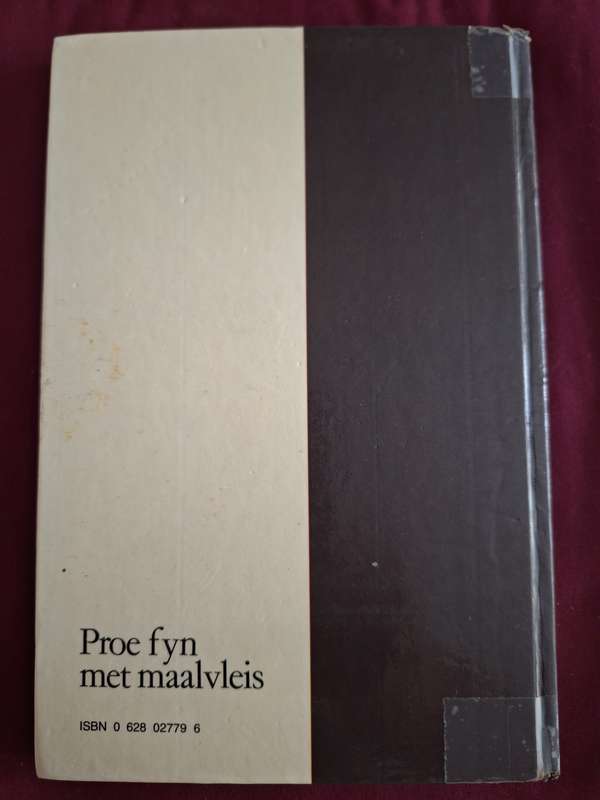 Proe fyn
met maalvleis
ISBN 0 628 02779 6